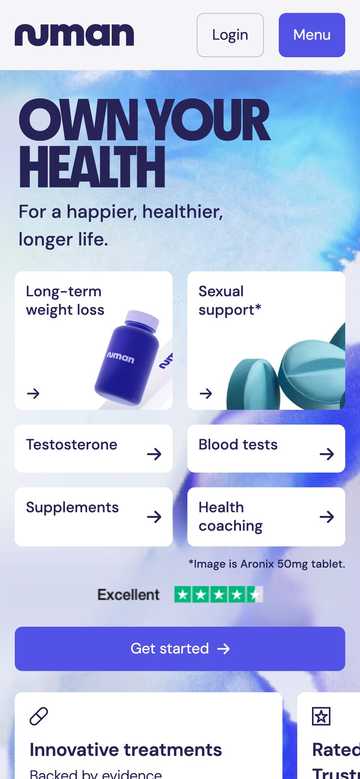 numan
Login
Menu
OWN YOUR
HEALTH
For a happier, healthier,
longer life.
Long-term
weight loss
numan
Sexual
support*
Testosterone
Blood tests
Supplements
Health
coaching
*Image is Aronix 50mg tablet.
Excellent
Get started
Innovative treatments
Backed by evidence
Rated